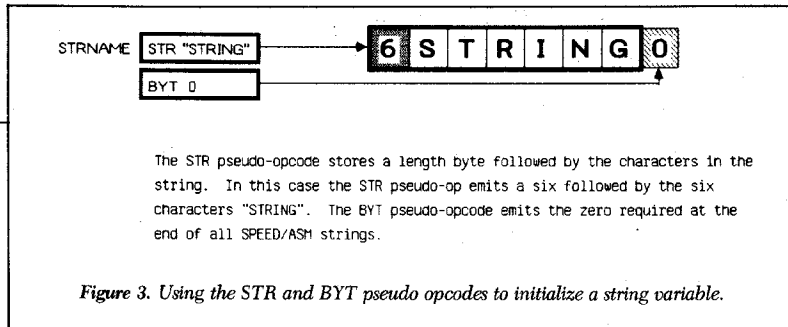 STRNAME STR "STRING" 6 S T R I N G 0
BYT 0
The STR pseudo-opcode stores a length byte followed by the characters in the
string. In this case the STR pseudo-op emits a six followed by the six
characters "STRING". The BYT pseudo-opcode emits the zero required at the
end of all SPEED/ASM strings.
Figure 3. Using the STR and BYT pseudo opcodes to initialize a string variable.